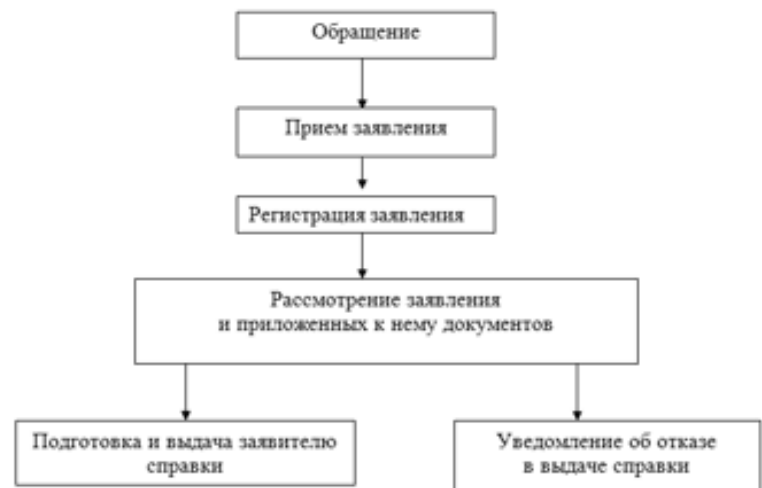 Обращение
Прием заявления
Регистрация заявления
Рассмотрение заявления
и приложенных к нему документов
Подготовка и выдача заявителю
справки
Уведомление об отказе
в выдаче справки